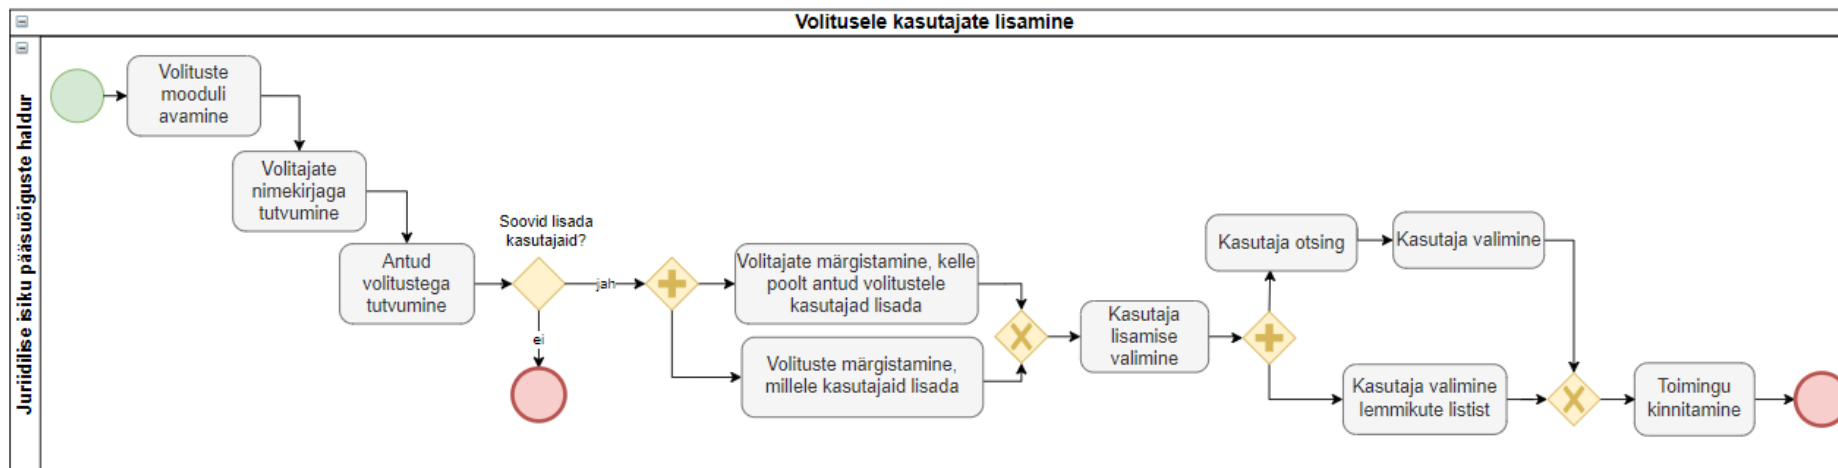 Volitusele kasutajate lisamine
Juriidilise isiku pääsuõiguste haldur
Volituste
mooduli
avamine
Volitajate
nimekirjaga
tutvumine
Antud
volitustega
tutvumine
Soovid lisada
kasutajaid?
jah
ei
Volitajate märgistamine, kelle
poolt antud volitustele
kasutajad lisada
Volituste märgistamine,
millele kasutajaid lisada
Kasutaja
lisamise
valimine
Kasutaja otsing
Kasutaja valimine
Kasutaja valimine
lemmikute listist
Toimingu
kinnitamine